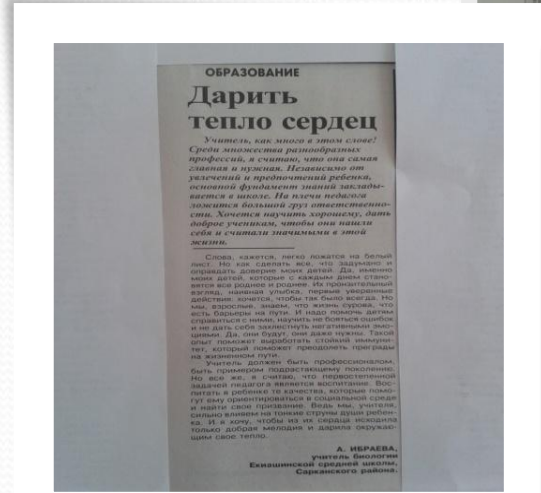 ОБРАЗОВАНИЕ
Дарить
тепло сердец
Учитель, как много в этом слове!
Среди множества разнообразных
профессий, я считаю, что она самая
главная и нужная. Независимо от
увлечений и предпочтений ребенка,
основной фундамент знаний заклады-
вается в школе. На плечи педагога
ложится большой груз ответственно-
сти. Хочется научить хорошему, дать
доброе ученикам, чтобы они нашли
себя и считали значимыми в этой
жизни.
Слова, кажется, легко ложатся на белый
лист. Но как сделать все, что задумано и
оправдать доверие моих детей. Да, именно
моих детей, которые с каждым днем стано-
вятся все роднее и роднее. Их пронзительный
взгляд, наивная улыбка, первые уверенные
действия: хочется, чтобы так было всегда. Но
мы, взрослые, знаем, что жизнь сурова, что
есть барьеры на пути. И надо помочь детям
справиться с ними, научить не бояться ошибок
и не дать себя захлестнуть негативными эмо-
циями. Да, они будут, они даже нужны. Такой
опыт поможет выработать стойкий иммуни-
тет, который поможет преодолеть преграды
на жизненном пути.
Учитель должен быть профессионалом,
быть примером подрастающему поколению.
Но все же, я считаю, что первостепенной
задачей педагога является воспитание. Вос-
питать в ребенке те качества, которые помо-
гут ему ориентироваться в социальной среде
и найти свое призвание. Ведь мы, учителя,
сильно влияем на тонкие струны души ребен-
ка. И я хочу, чтобы из их сердца исходила
только добрая мелодия и дарила окружаю-
щим свое тепло.
А. ИБРАЕВА,
учитель биологии
Екиашинской средней школы,
Сарканского района.